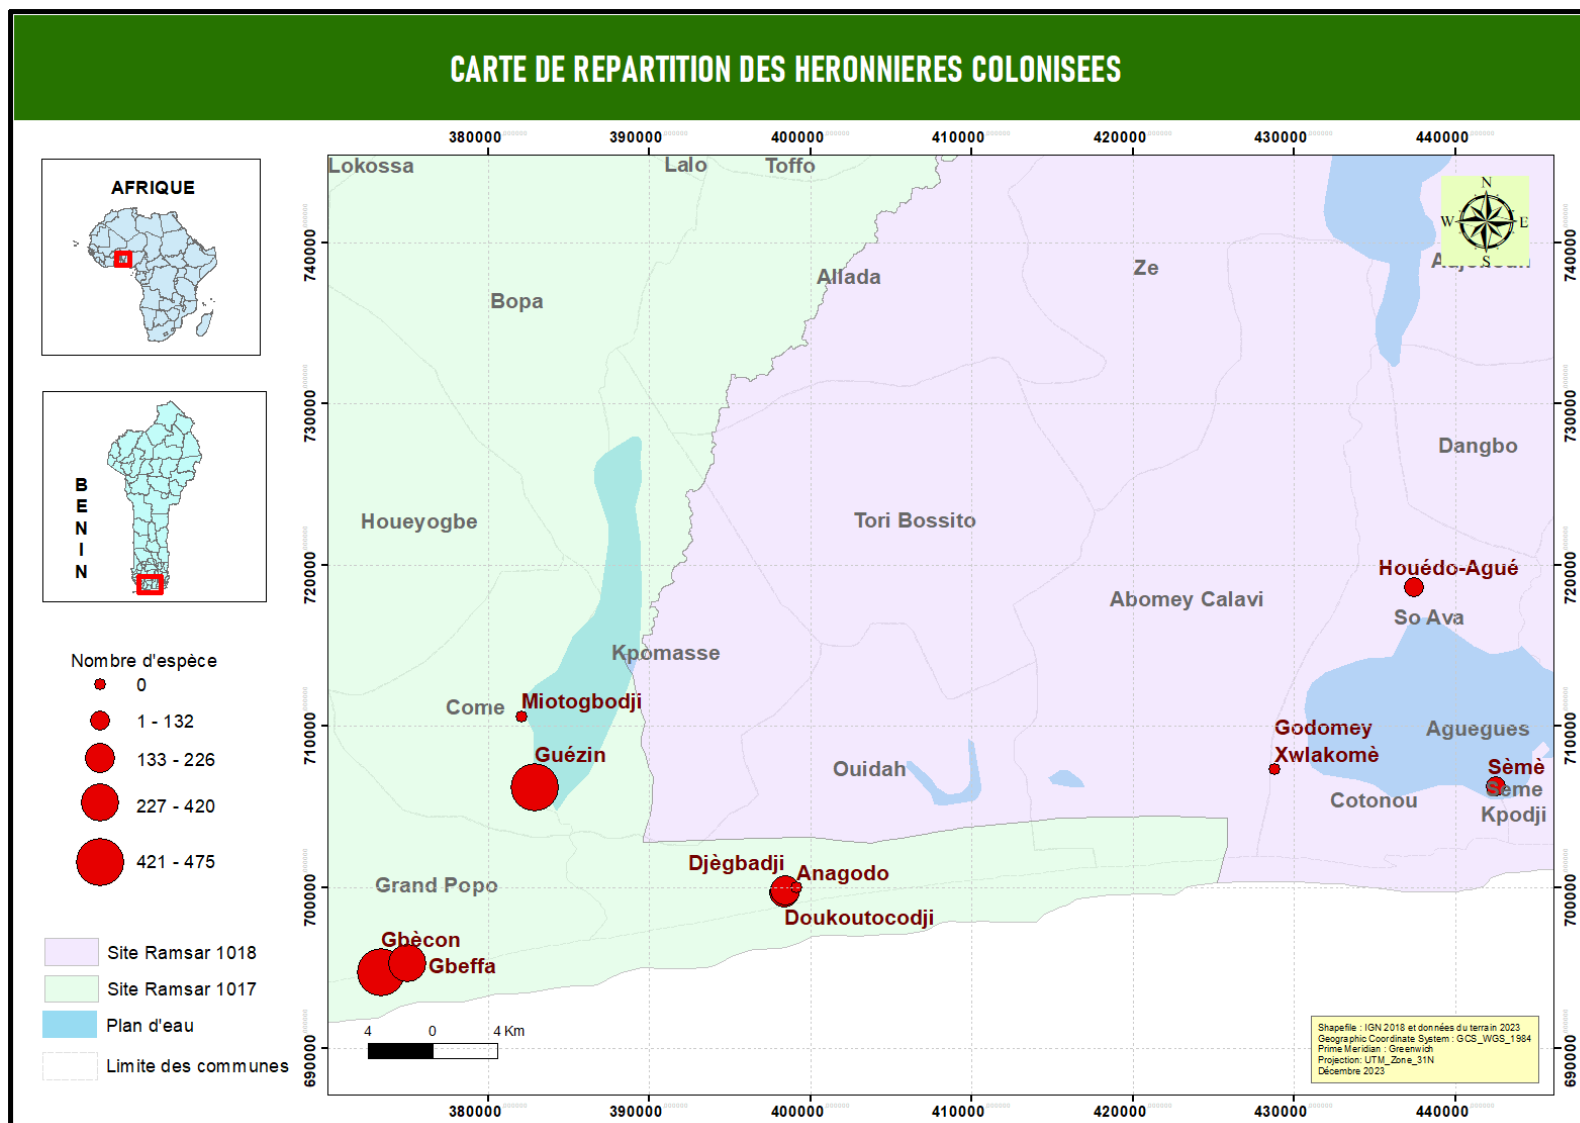 CARTE DE REPARTITION DES HERONNIERES COLONISEES
380000 390000 400000 410000 420000 430000 440000
AFRIQUE
BENIN
Nombre d'espèce
0
1 - 132
133 - 226
227 - 420
421 - 475
Site Ramsar 1018
Site Ramsar 1017
Plan d'eau
Limite des communes
740000
730000
720000
710000
700000
690000
Lokossa
Lalo
Toffo
N
W E
S
Allada
Ze
Bopa
Dangbo
Houeyogbe
Tori Bossito
Houédo-Agué
Abomey Calavi
So Ava
Kpomasse
Come
Miotogbodji
Guézin
Ouidah
Godomey
Xwlakomè
Aguegues
Sèmè
Seme
Kpodji
Cotonou
Djègbadji
Anagodo
Doukoutocodji
Grand Popo
Gbècon
Gbeffa
4 0 4 Km
740000
730000
720000
710000
700000
690000
Shapefile : IGN 2018 et données du terrain 2023
Geographic Coordinate System : GCS_WGS_1984
Prime Meridian : Greenwich
Projection: UTM_Zone_31N
Décembre 2023
380000 390000 400000 410000 420000 430000 440000